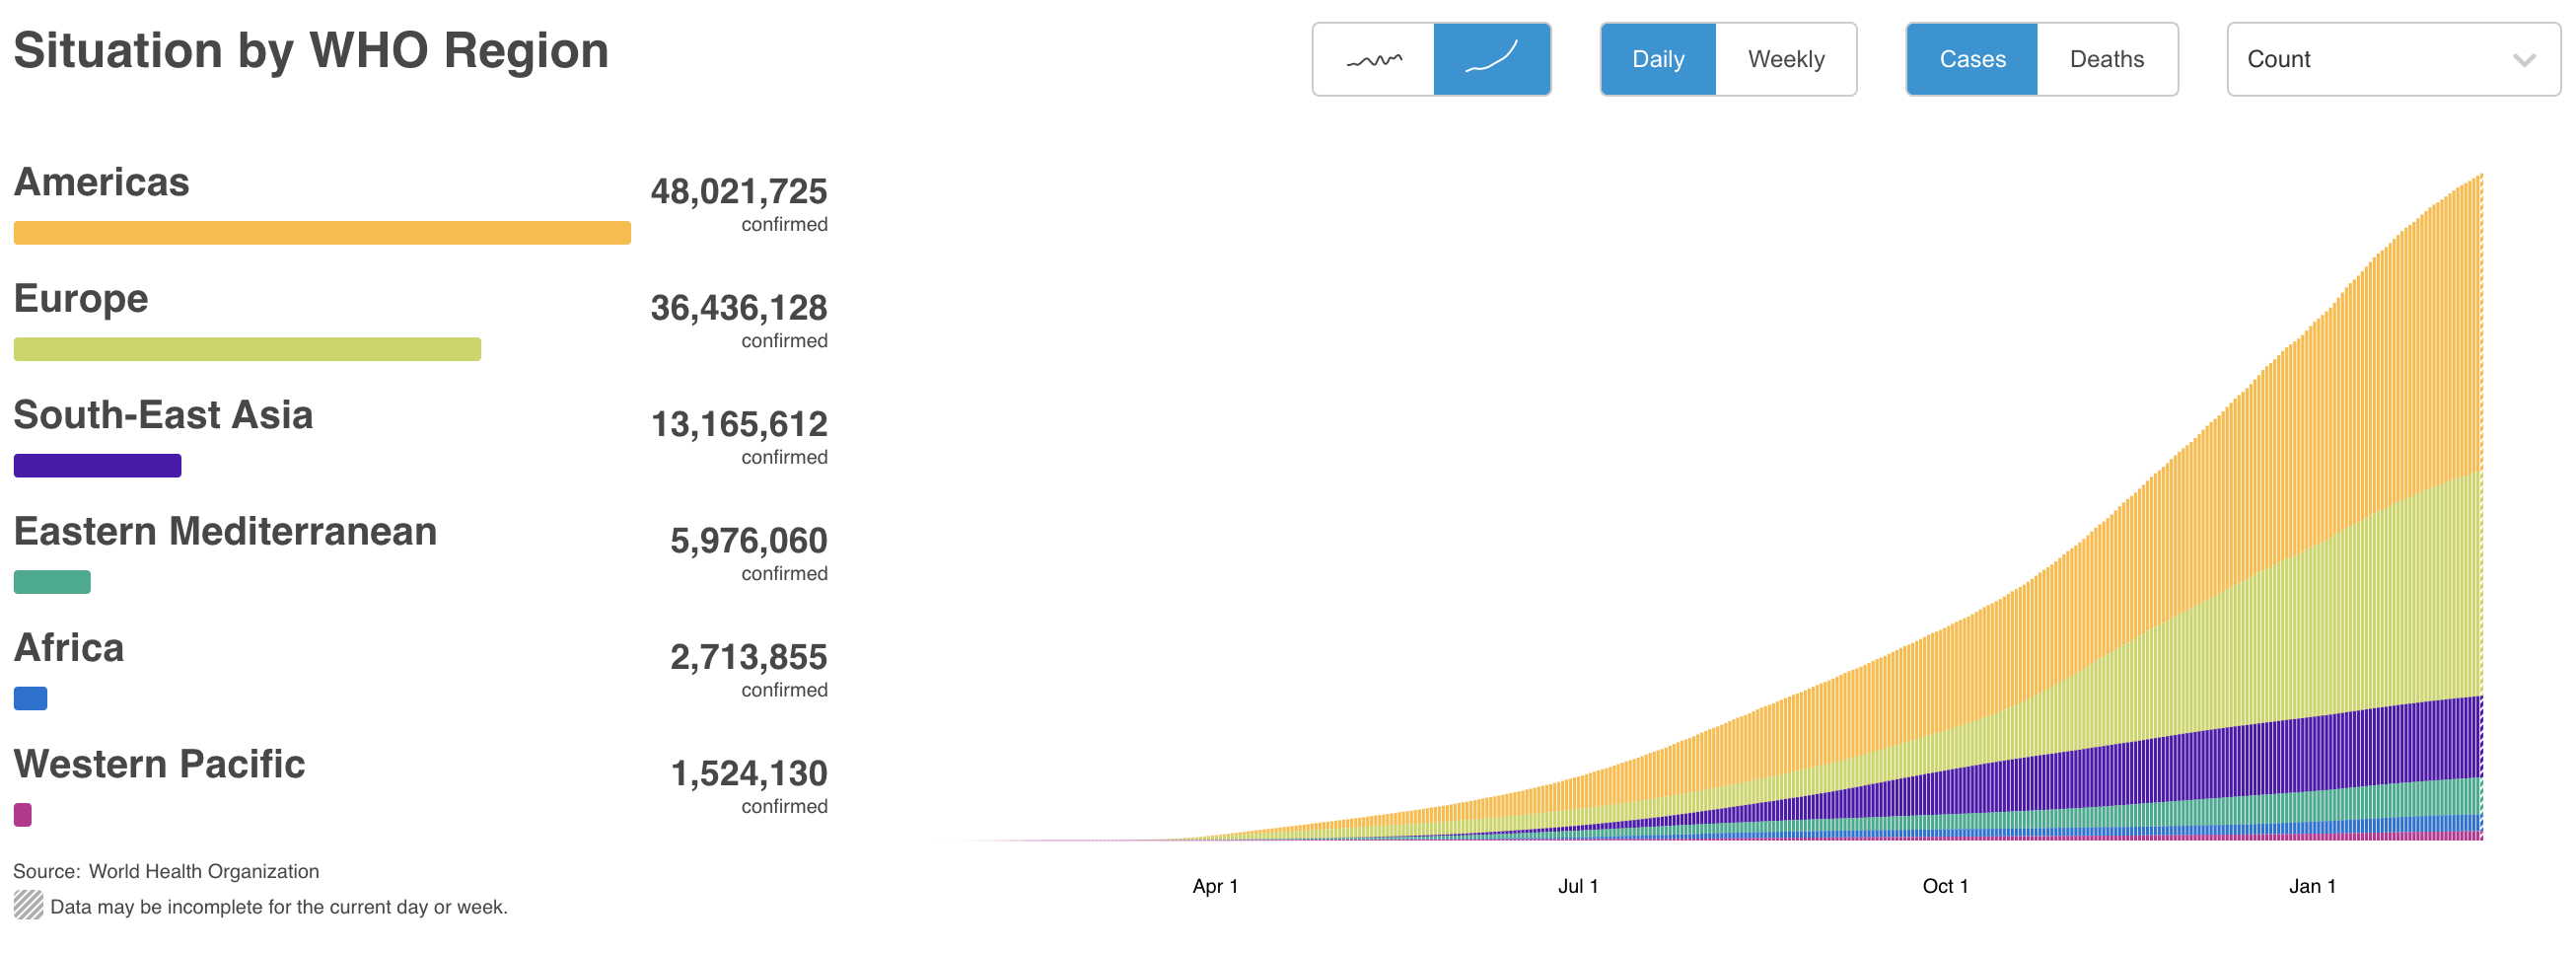 Situation by WHO Region
Daily
Weekly
Cases
Deaths
Count
Americas
48,021,725
confirmed
Europe
36,436,128
confirmed
South-East Asia
13,165,612
confirmed
Eastern Mediterranean
5,976,060
confirmed
Africa
2,713,855
confirmed
Western Pacific
1,524,130
confirmed
Source: World Health Organization
Data may be incomplete for the current day or week.
Apr 1
Jul 1
Oct 1
Jan 1